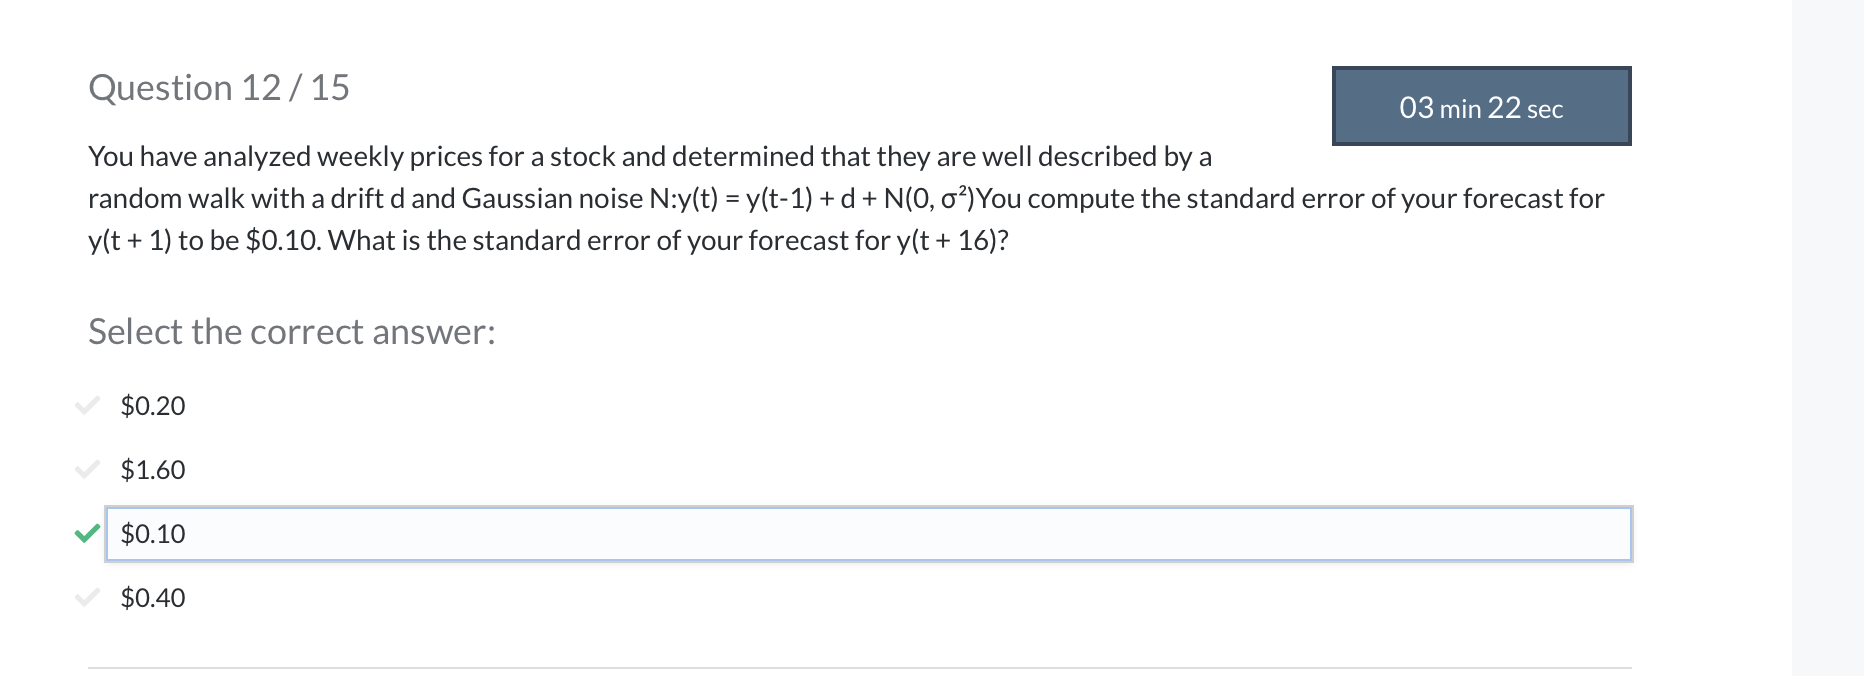 Question 12 / 15
03 min 22 sec
You have analyzed weekly prices for a stock and determined that they are well described by a
random walk with a drift d and Gaussian noise N:y(t) = y(t-1) + d + N(0, σ²)You compute the standard error of your forecast for
y(t + 1) to be $0.10. What is the standard error of your forecast for y(t + 16)?
Select the correct answer:
$0.20
$1.60
$0.10
$0.40